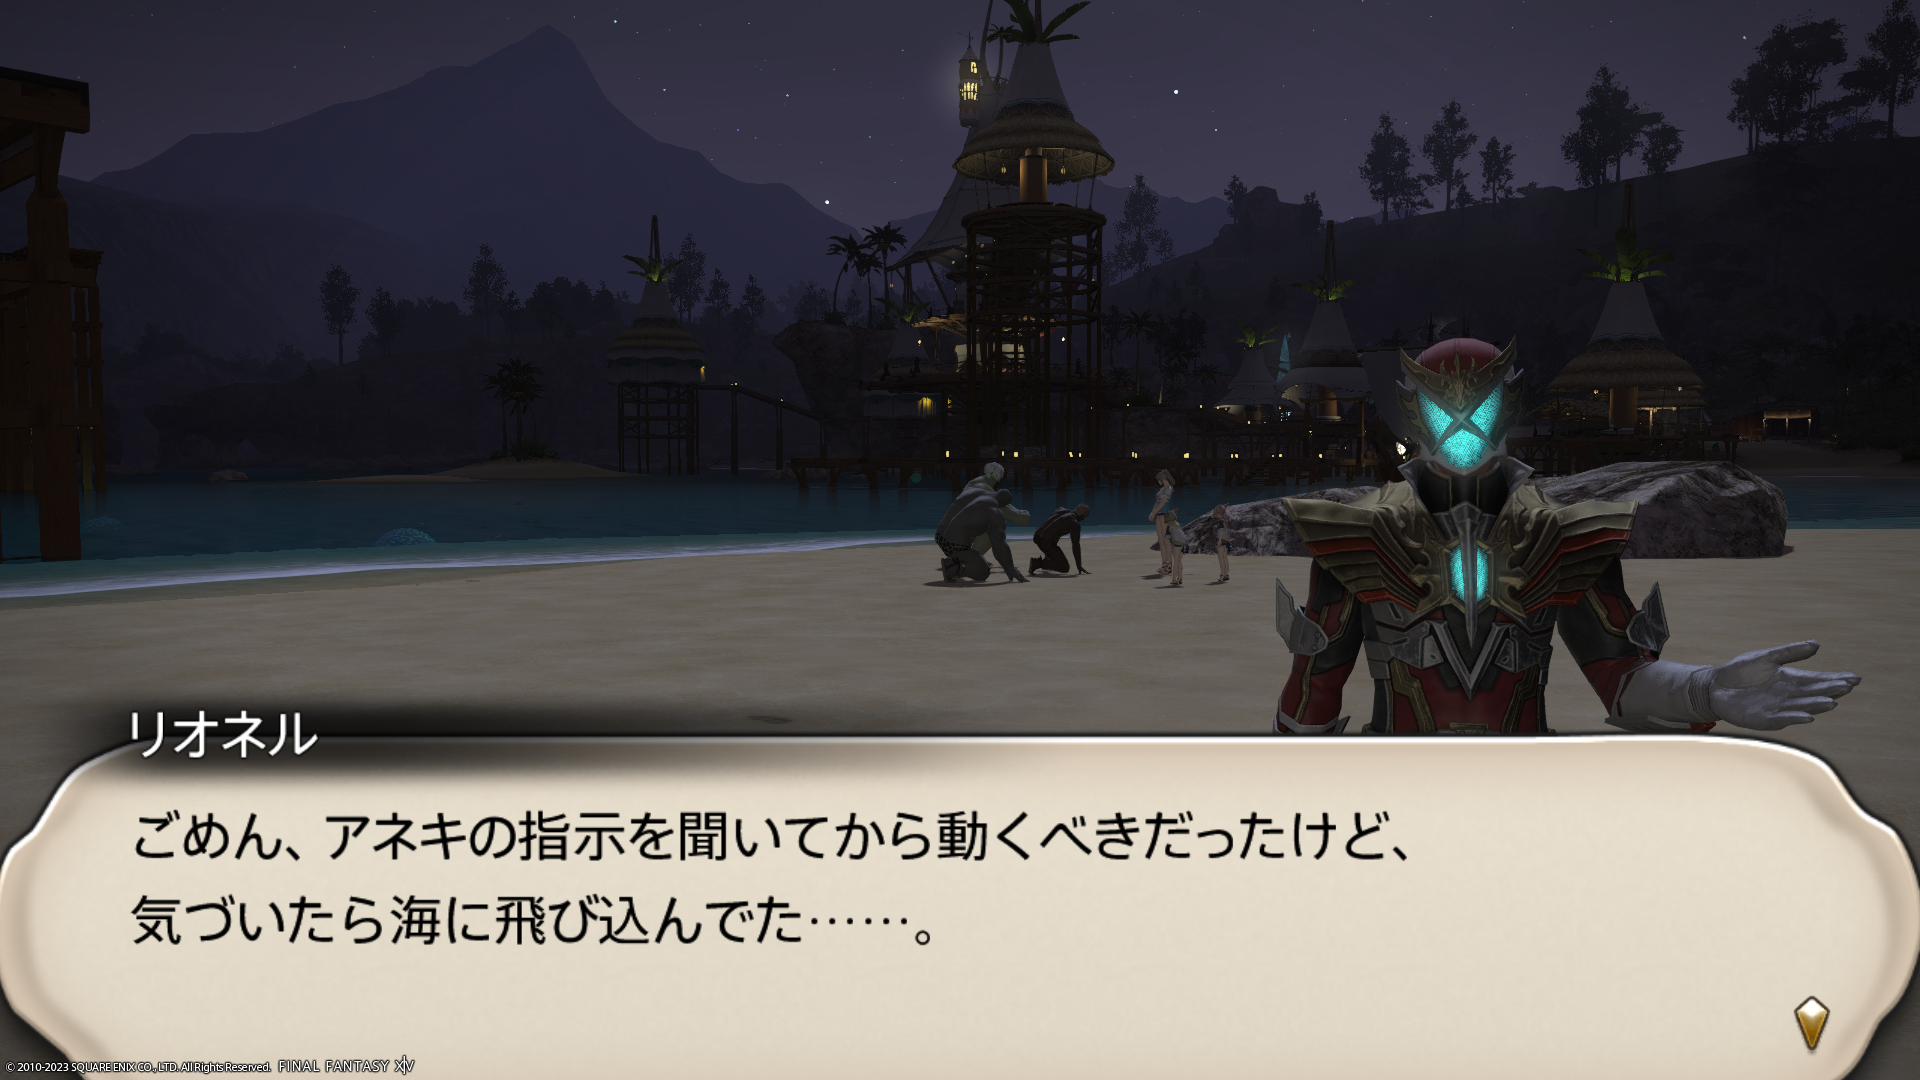 リオネル
ごめん、アネキの指示を聞いてから動くべきだったけど、
気づいたら海に飛び込んでた……。
© 2010-2023 SQUARE ENIX CO., LTD. All Rights Reserved. FINAL FANTASY XIV